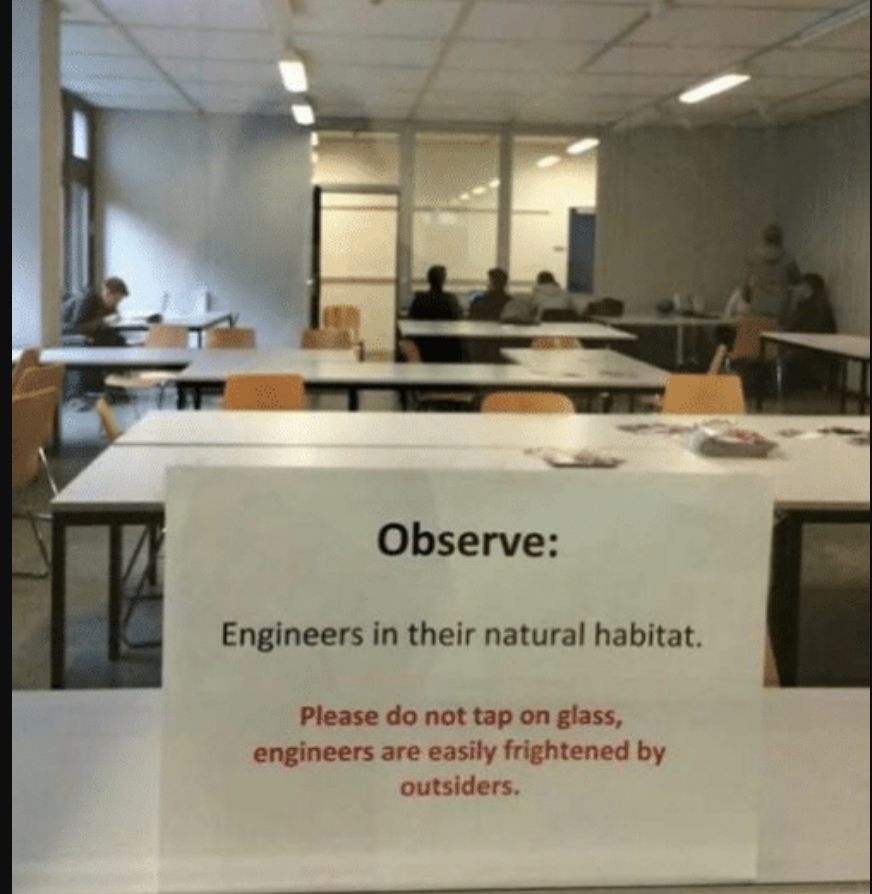 Observe:
Engineers in their natural habitat.
Please do not tap on glass,
engineers are easily frightened by
outsiders.